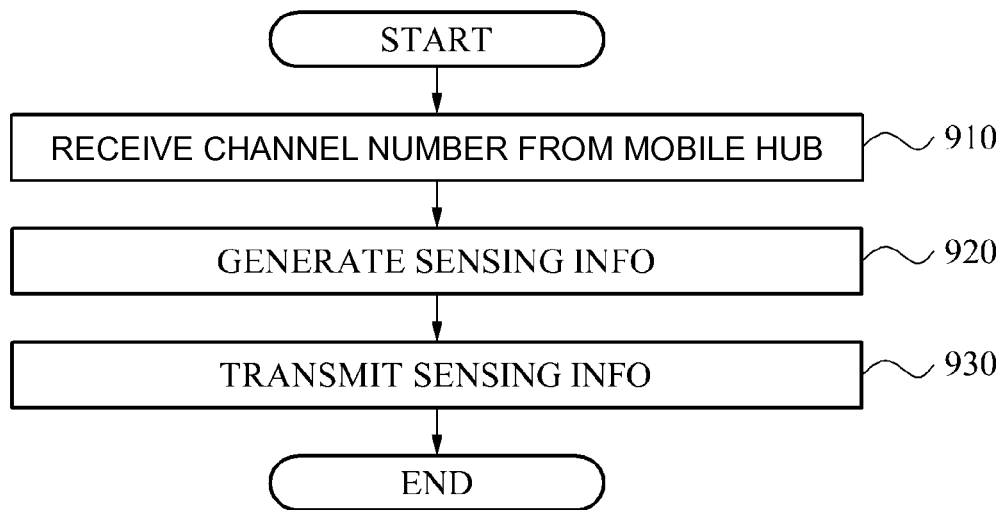 START
RECEIVE CHANNEL NUMBER FROM MOBILE HUB
910
GENERATE SENSING INFO
920
TRANSMIT SENSING INFO
930
END